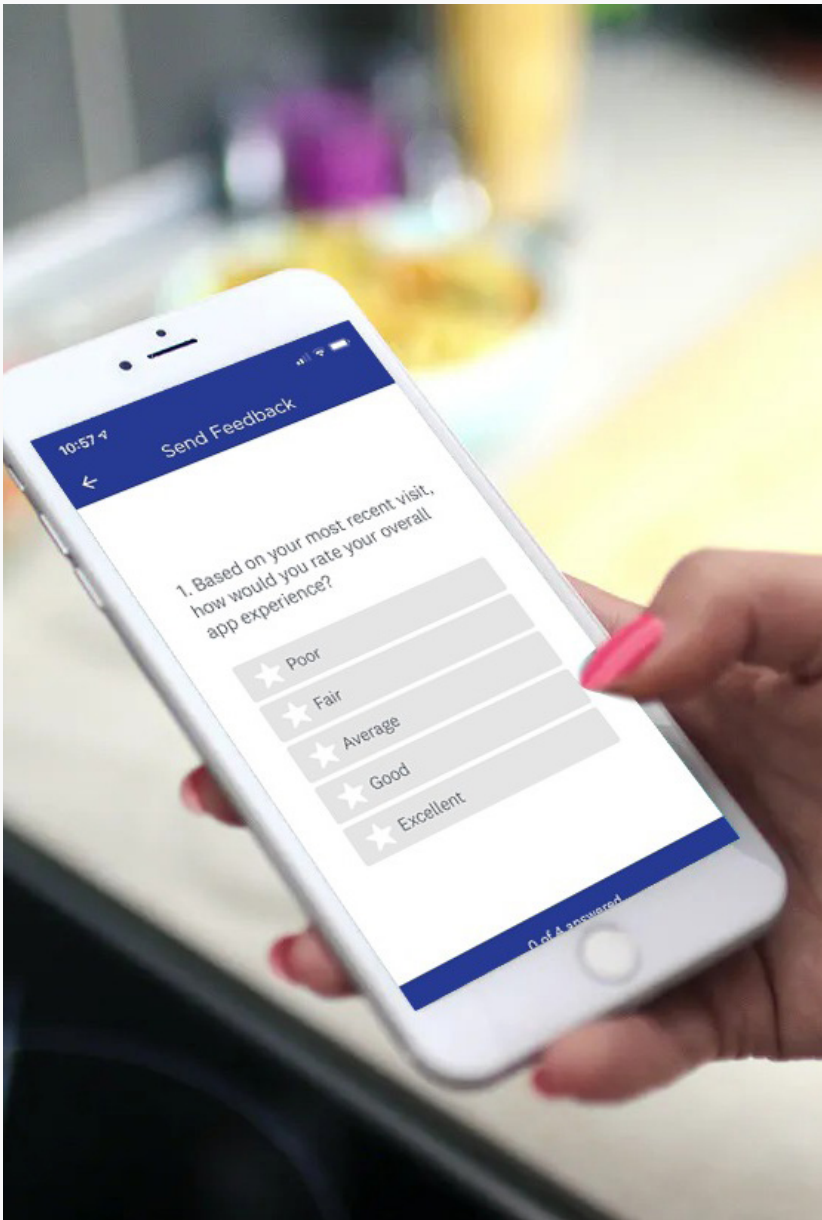 10:57
Send Feedback
1. Based on your most recent visit,
how would you rate your overall
app experience?
Poor
Fair
Average
Good
Excellent
0 of 4 answered